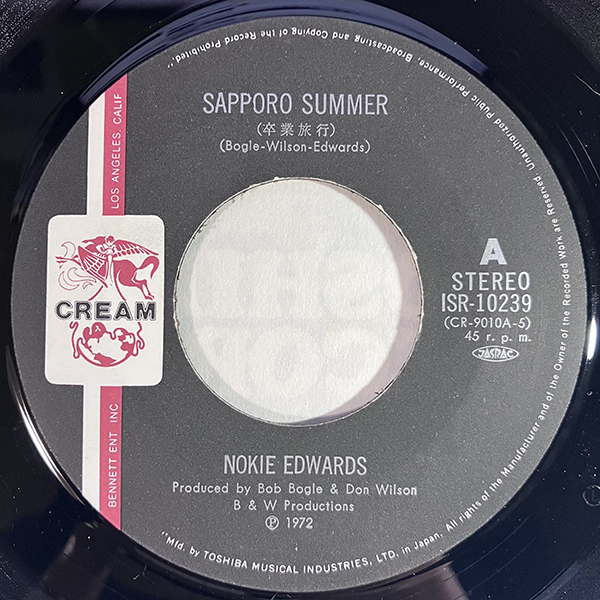 SAPPORO SUMMER
(卒業旅行)
(Bogle-Wilson-Edwards)
LOS ANGELES, CALIF
CREAM
BENNETT ENT INC
A
STEREO
ISR-10239
(CR-9010A-5)
45 r. p. m.
JASRAC
NOKIE EDWARDS
Produced by Bob Bogle & Don Wilson
B & W Productions
Ⓟ 1972
"Mfd. by TOSHIBA MUSICAL INDUSTRIES, LTD. in Japan. All rights of the Manufacturer and of the Owner of the Recorded Work are Reserved. Unauthorized Public Performance, Broadcasting and Copying of the Record Prohibited."